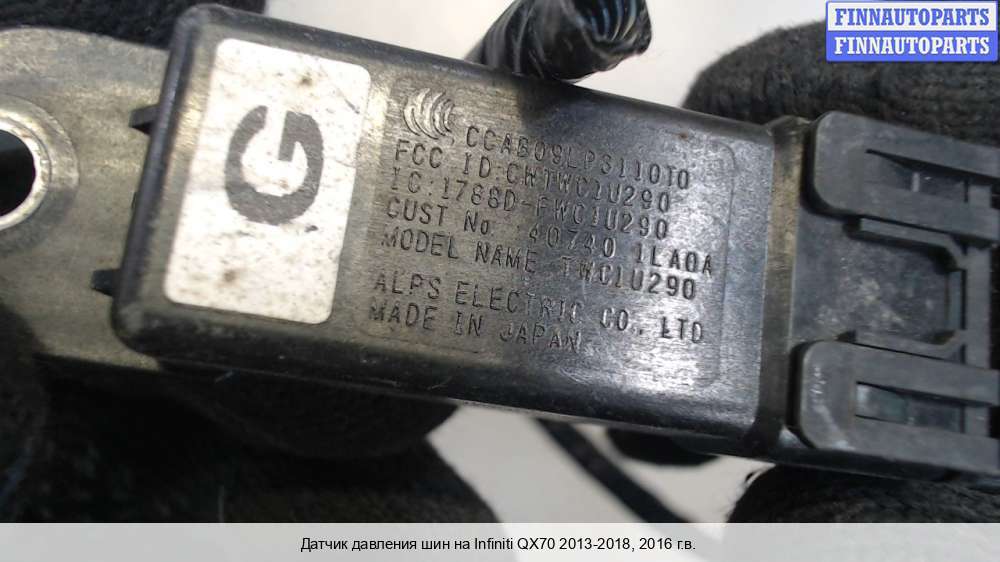 FINNAUTOPARTS
FINNAUTOPARTS
G
CCAB09LP3110T0
FCC ID:CWTWC1U290
IC:1788D-FWC1U290
CUST No. 40740 1LA0A
MODEL NAME TWC1U290
ALPS ELECTRIC CO., LTD
MADE IN JAPAN
Датчик давления шин на Infiniti QX70 2013-2018, 2016 г.в.